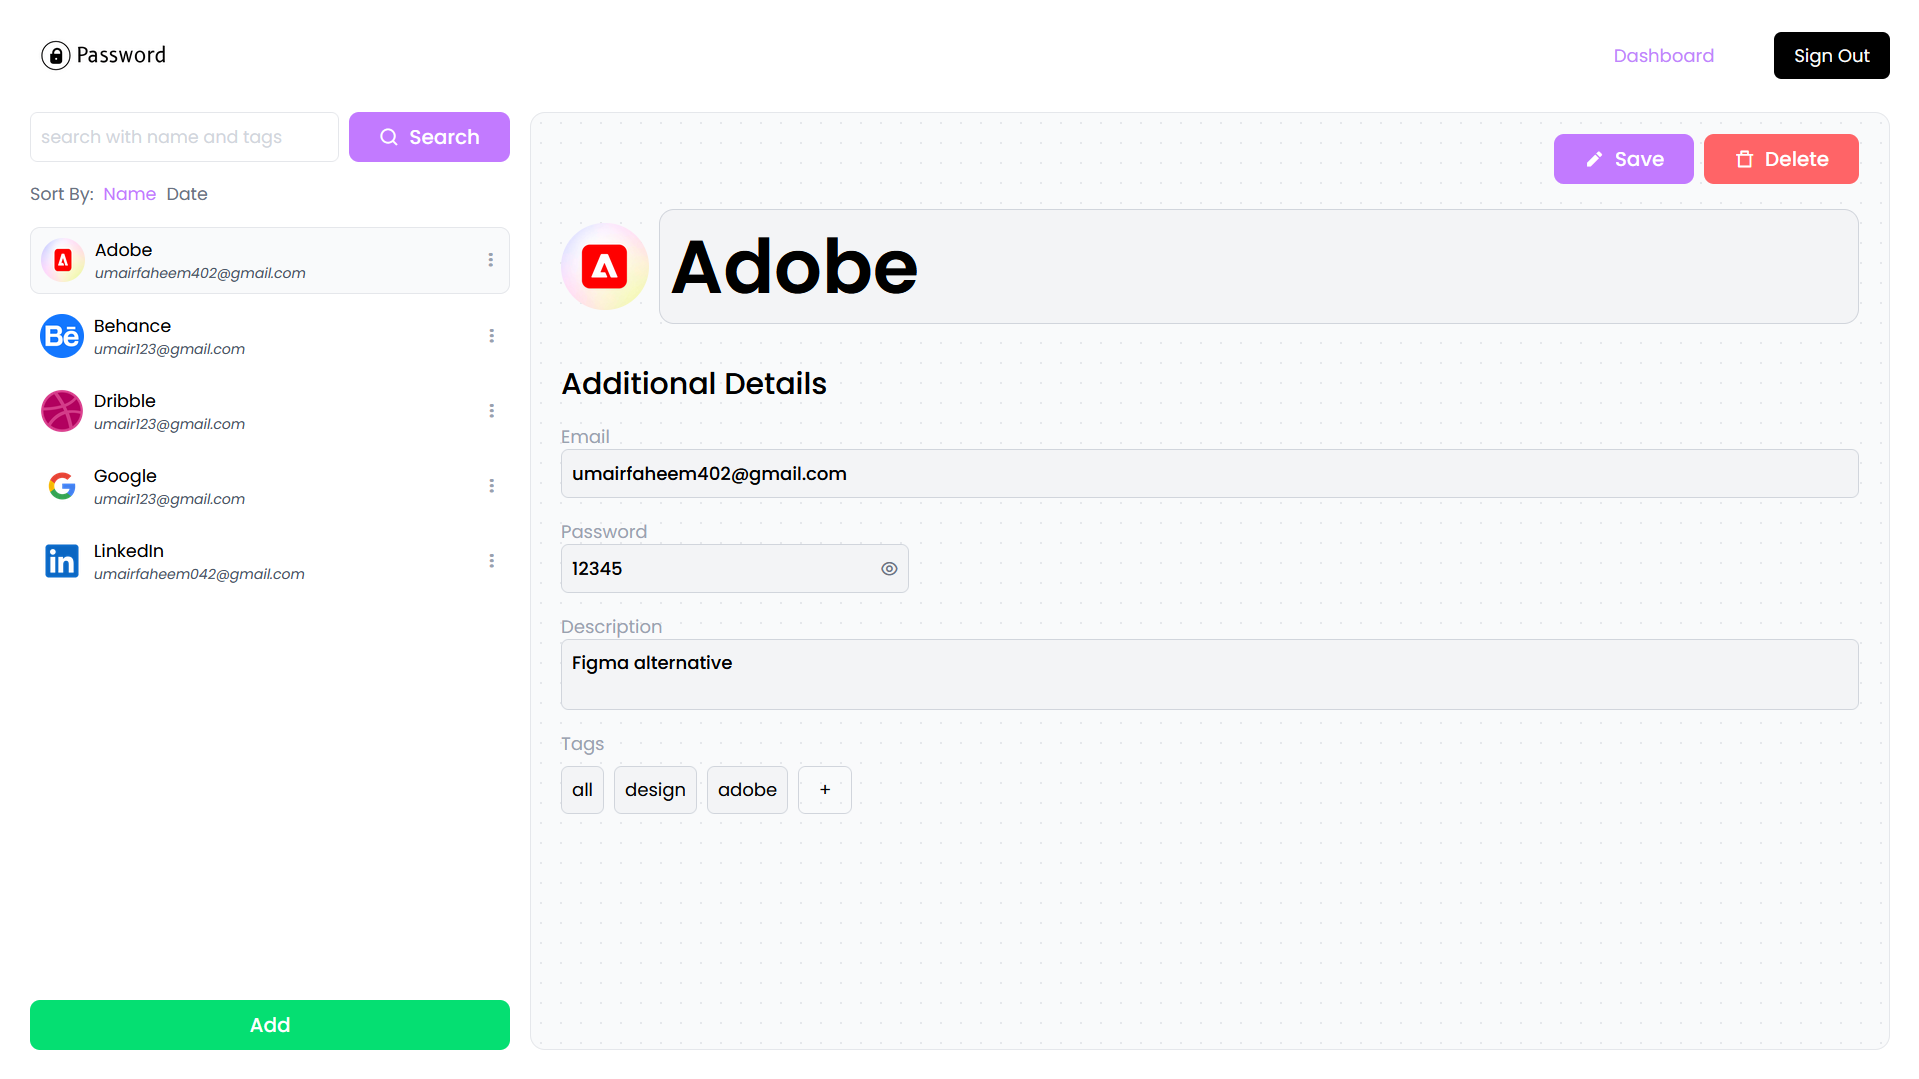 Password
Dashboard
Sign Out
search with name and tags
Search
Sort By: Name Date
Adobe
umairfaheem402@gmail.com
Bē
Behance
umair123@gmail.com
Dribble
umair123@gmail.com
Google
umair123@gmail.com
in
LinkedIn
umairfaheem042@gmail.com
Add
Save
Delete
Adobe
Additional Details
Email
umairfaheem402@gmail.com
Password
12345
Description
Figma alternative
Tags
all design adobe +